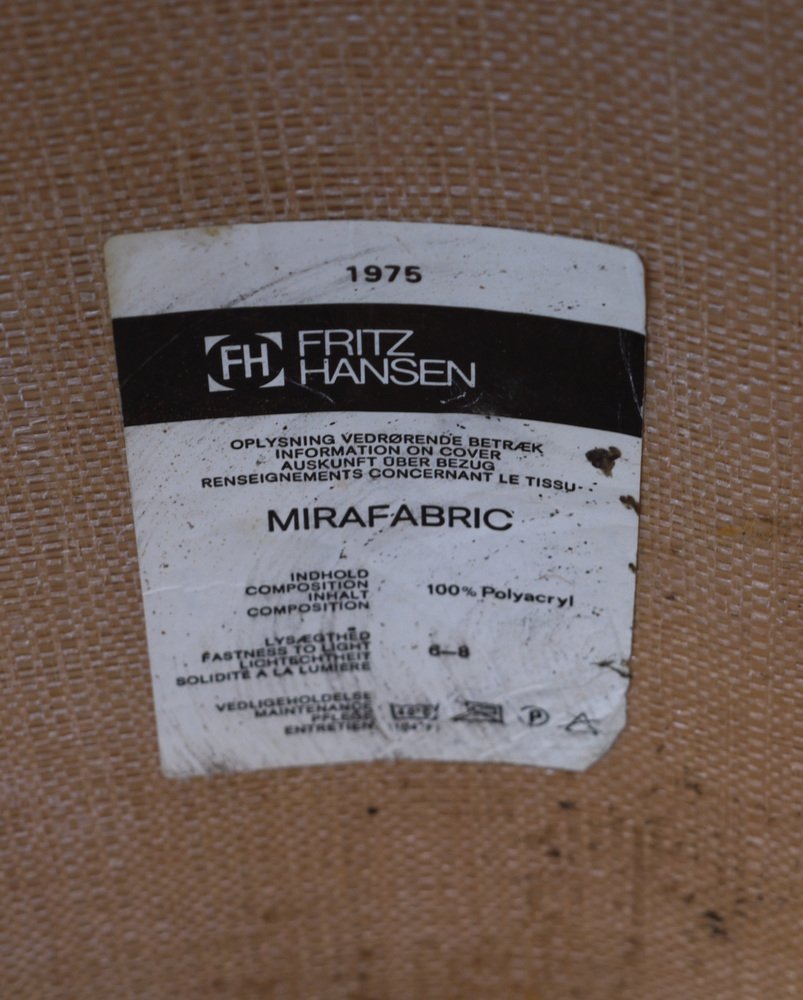 1975
FH FRITZ
HANSEN
OPLYSNING VEDRØRENDE BETRÆK
INFORMATION ON COVER
AUSKUNFT ÜBER BEZUG
RENSEIGNEMENTS CONCERNANT LE TISSU
MIRAFABRIC
INDHOLD
COMPOSITION
INHALT
COMPOSITION
100% Polyacryl
LYSÆGTHED
FASTNESS TO LIGHT
LICHTECHTHEIT
SOLIDITÉ A LA LUMIÈRE
6—8
VEDLIGEHOLDELSE
MAINTENANCE
PFLEGE
ENTRETIEN
P